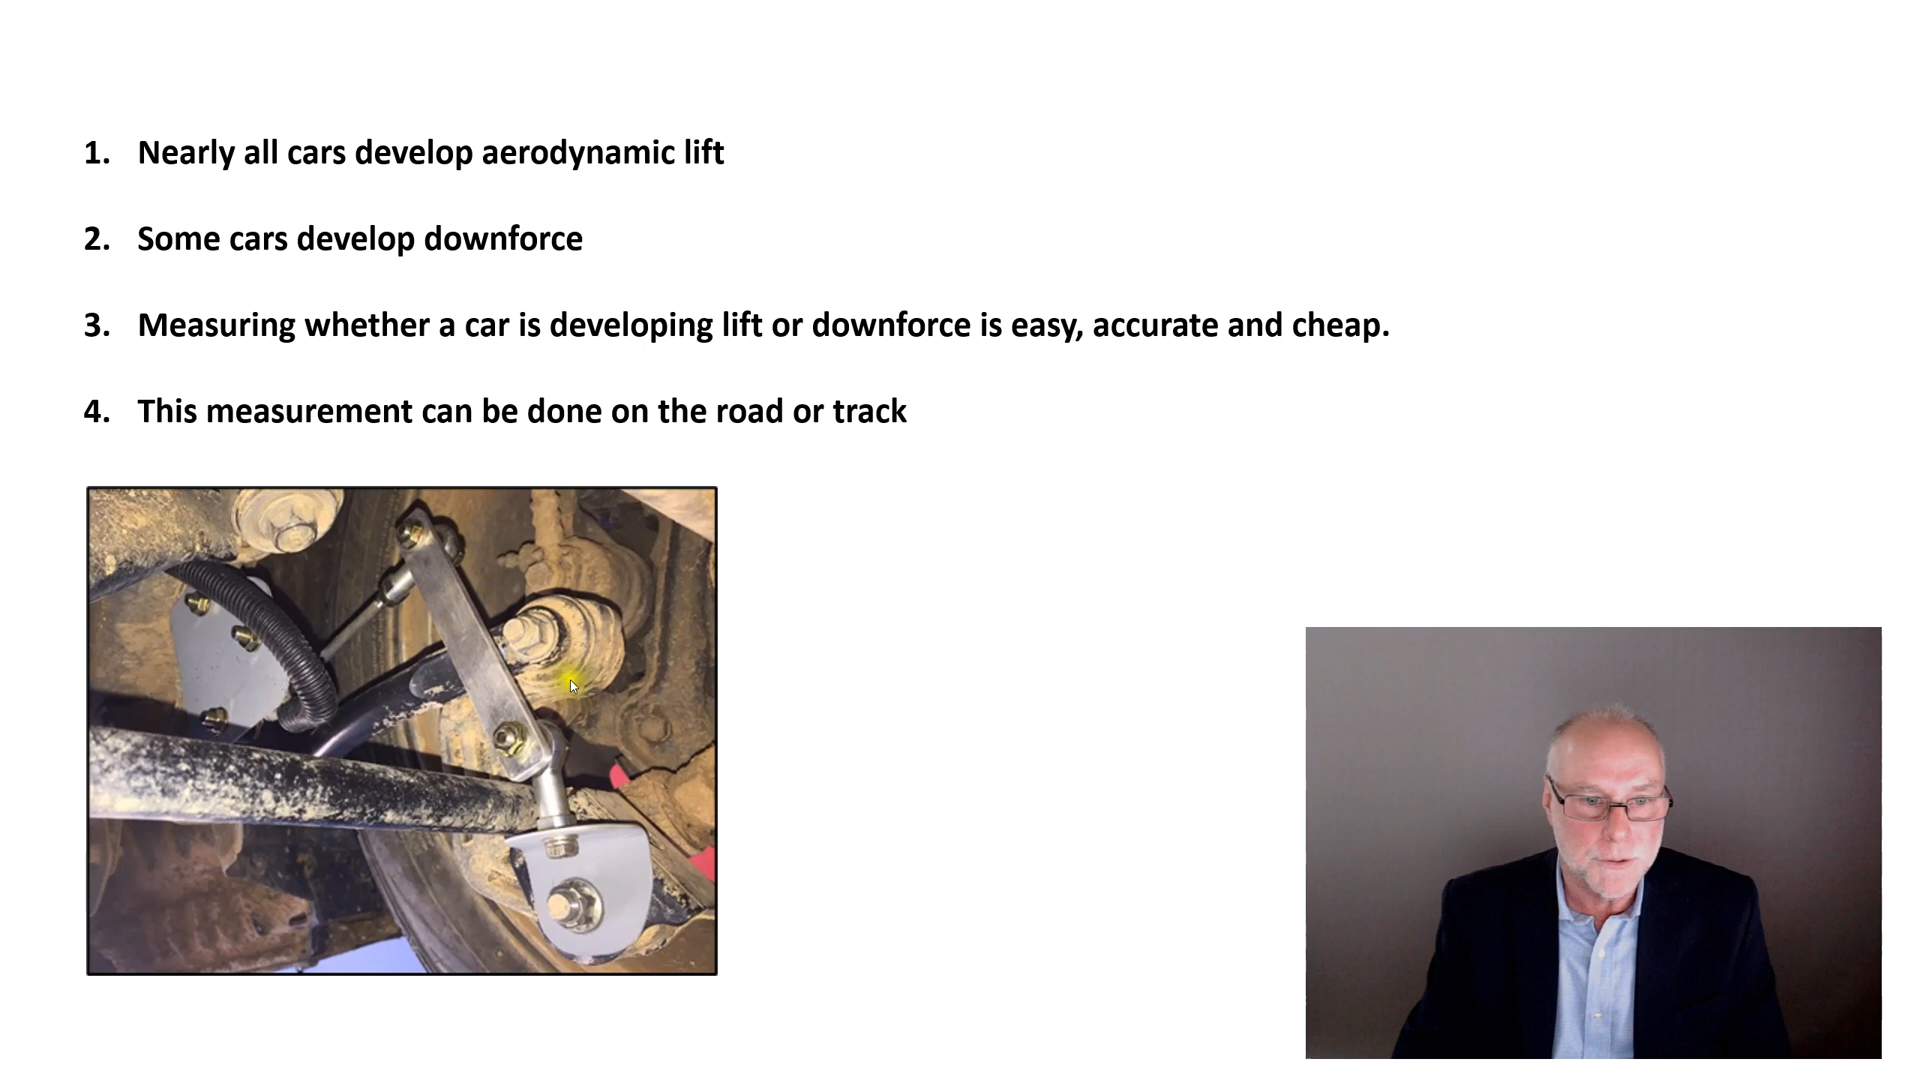 1. Nearly all cars develop aerodynamic lift
2. Some cars develop downforce
3. Measuring whether a car is developing lift or downforce is easy, accurate and cheap.
4. This measurement can be done on the road or track